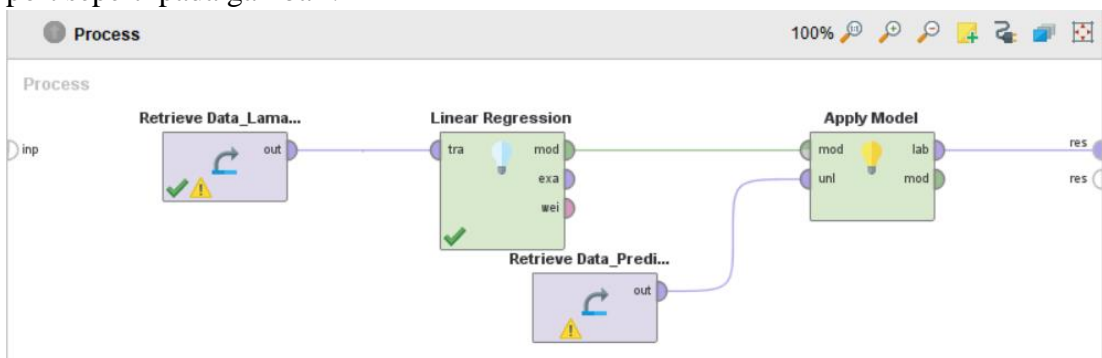 Process
100%
Process
Retrieve Data_Lama...
Linear Regression
Apply Model
inp
out
tra
mod
exa
wei
mod
lab
unl
mod
res
res
Retrieve Data_Predi...
out